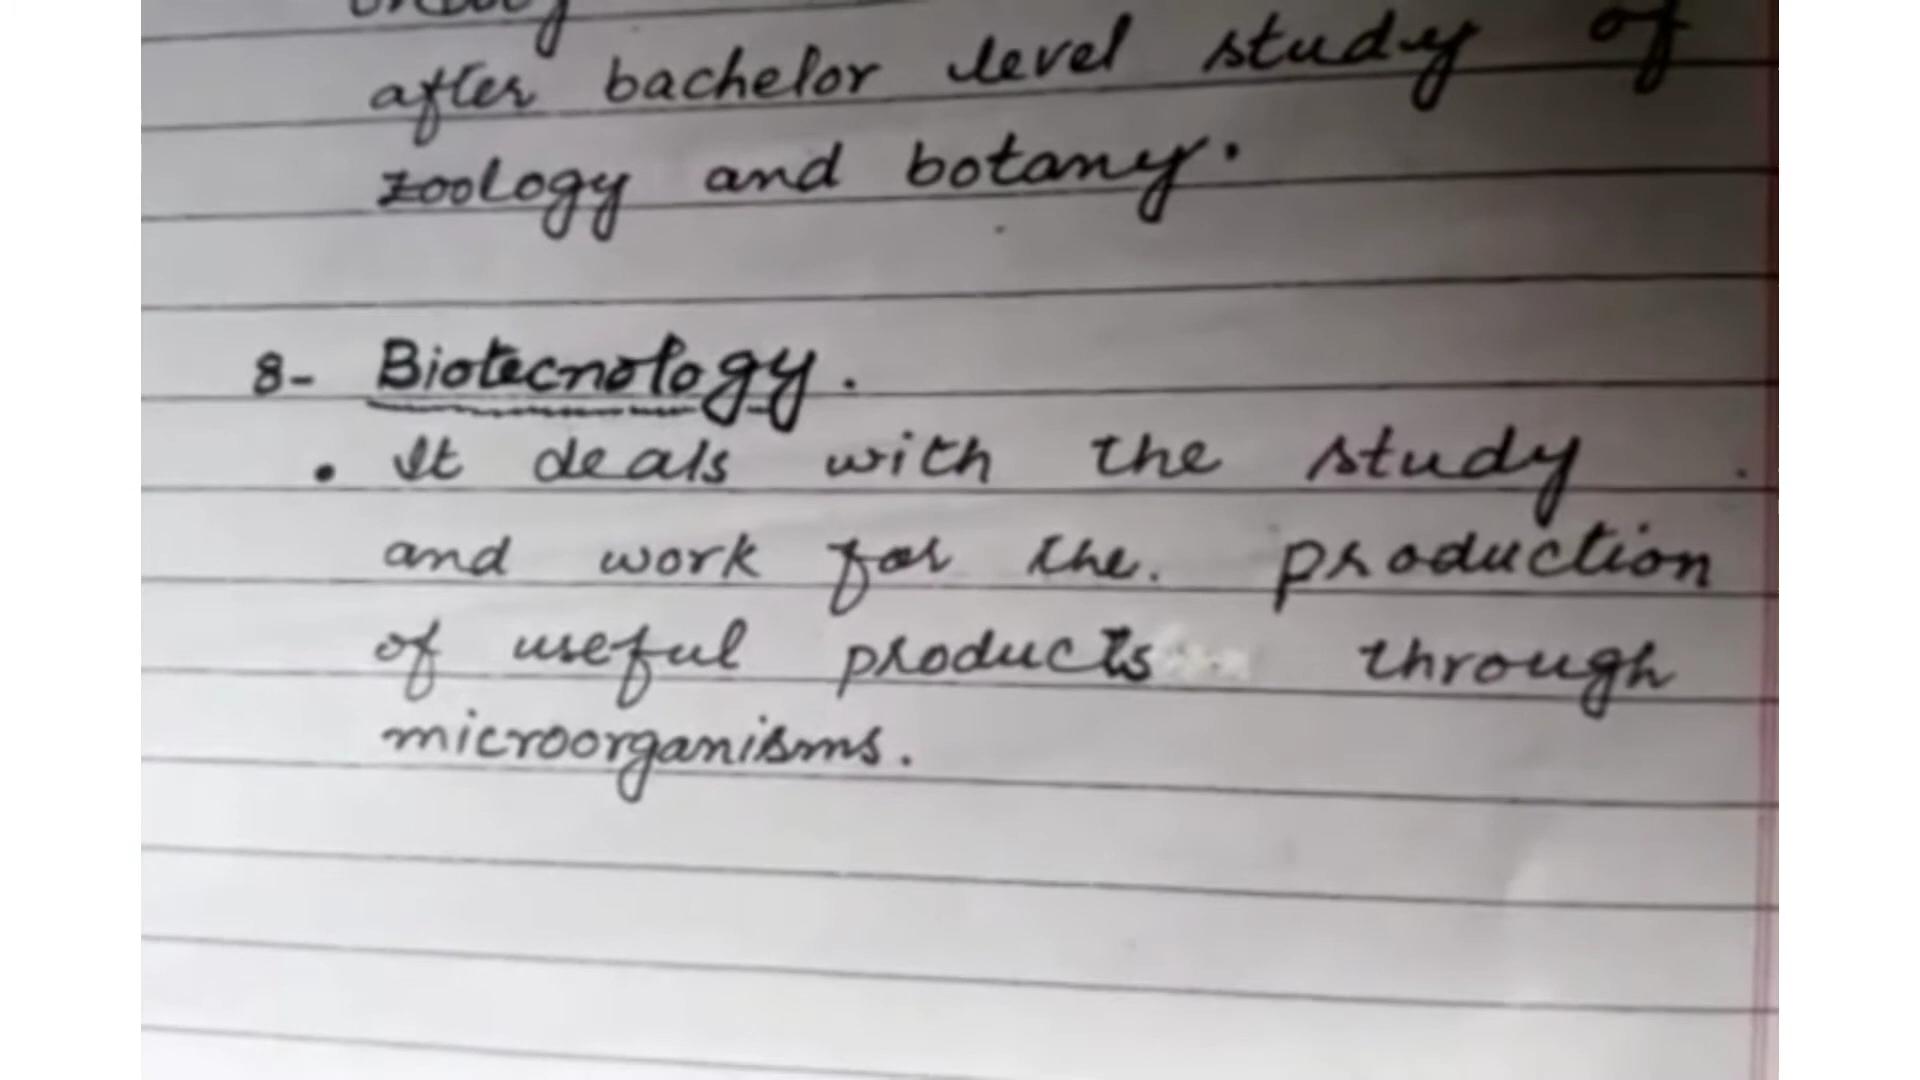 after bachelor level study of
zoology and botany.
8- Biotecnology.
• It deals with the study
and work for the. production
of useful products through
microorganisms.